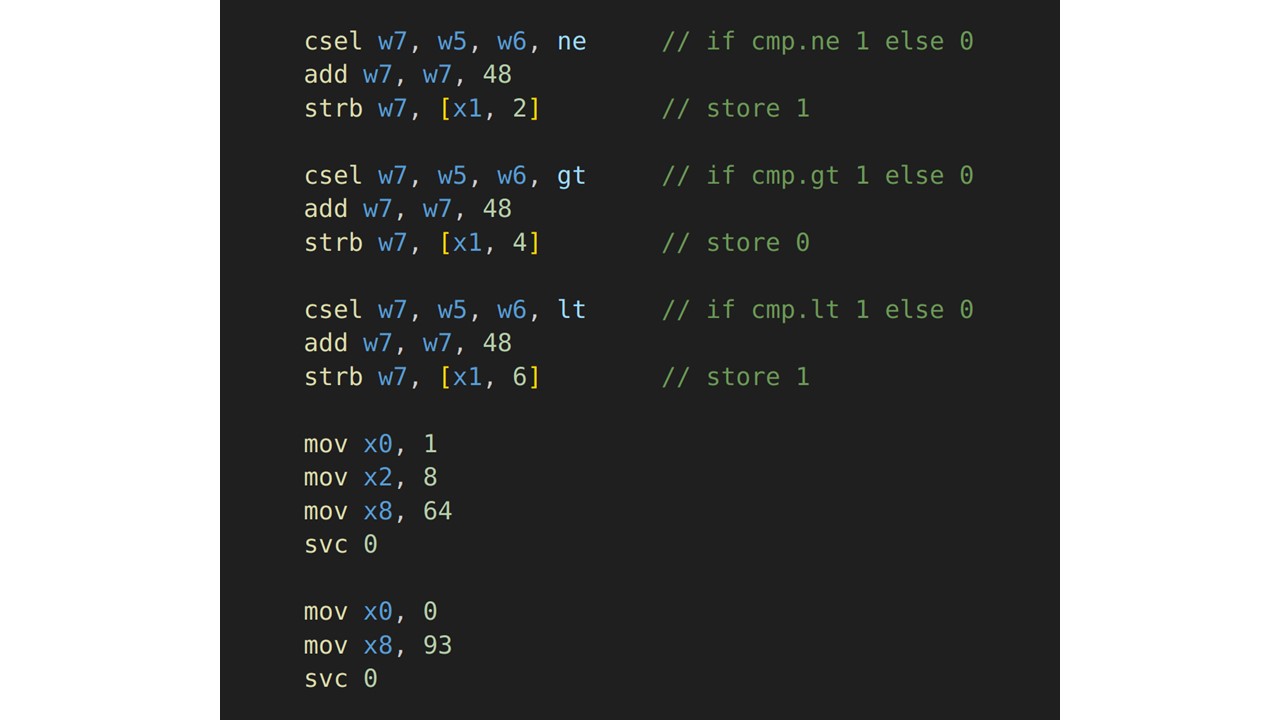 csel w7, w5, w6, ne     // if cmp.ne 1 else 0
add w7, w7, 48
strb w7, [x1, 2]        // store 1
csel w7, w5, w6, gt     // if cmp.gt 1 else 0
add w7, w7, 48
strb w7, [x1, 4]        // store 0
csel w7, w5, w6, lt     // if cmp.lt 1 else 0
add w7, w7, 48
strb w7, [x1, 6]        // store 1
mov x0, 1
mov x2, 8
mov x8, 64
svc 0
mov x0, 0
mov x8, 93
svc 0